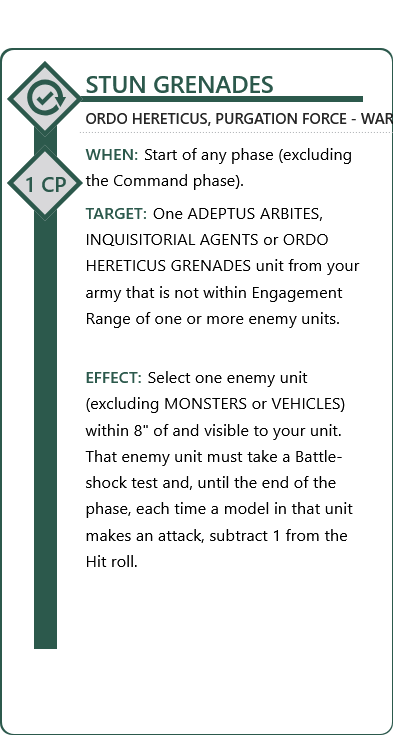 STUN GRENADES
ORDO HERETICUS, PURGATION FORCE - WAR
WHEN: Start of any phase (excluding
1 CP
the Command phase).
TARGET: One ADEPTUS ARBITES,
INQUISITORIAL AGENTS or ORDO
HERETICUS GRENADES unit from your
army that is not within Engagement
Range of one or more enemy units.
EFFECT: Select one enemy unit
(excluding MONSTERS or VEHICLES)
within 8" of and visible to your unit.
That enemy unit must take a Battle-
shock test and, until the end of the
phase, each time a model in that unit
makes an attack, subtract 1 from the
Hit roll.